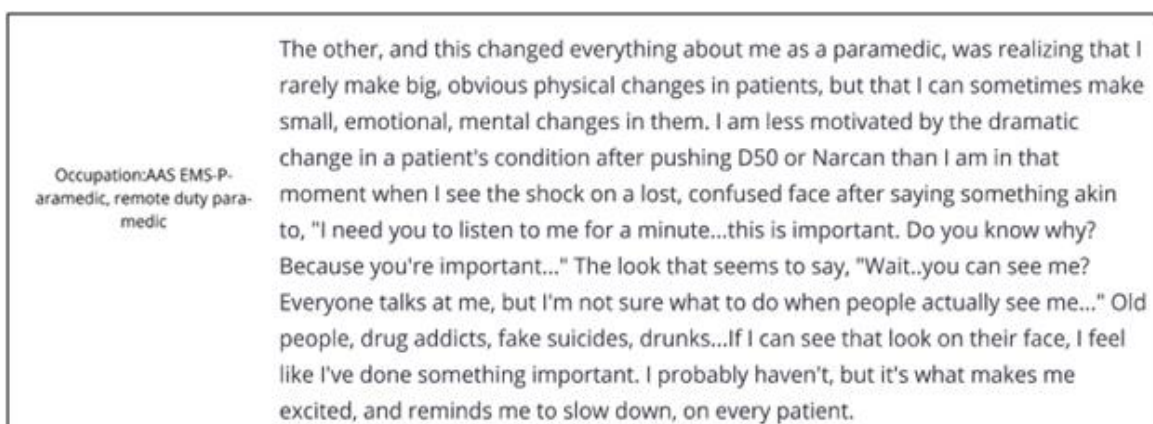 Occupation:AAS EMS-P-
aramedic, remote duty para-
medic
The other, and this changed everything about me as a paramedic, was realizing that I
rarely make big, obvious physical changes in patients, but that I can sometimes make
small, emotional, mental changes in them. I am less motivated by the dramatic
change in a patient's condition after pushing D50 or Narcan than I am in that
moment when I see the shock on a lost, confused face after saying something akin
to, "I need you to listen to me for a minute...this is important. Do you know why?
Because you're important..." The look that seems to say, "Wait..you can see me?
Everyone talks at me, but I'm not sure what to do when people actually see me..." Old
people, drug addicts, fake suicides, drunks...If I can see that look on their face, I feel
like I've done something important. I probably haven't, but it's what makes me
excited, and reminds me to slow down, on every patient.